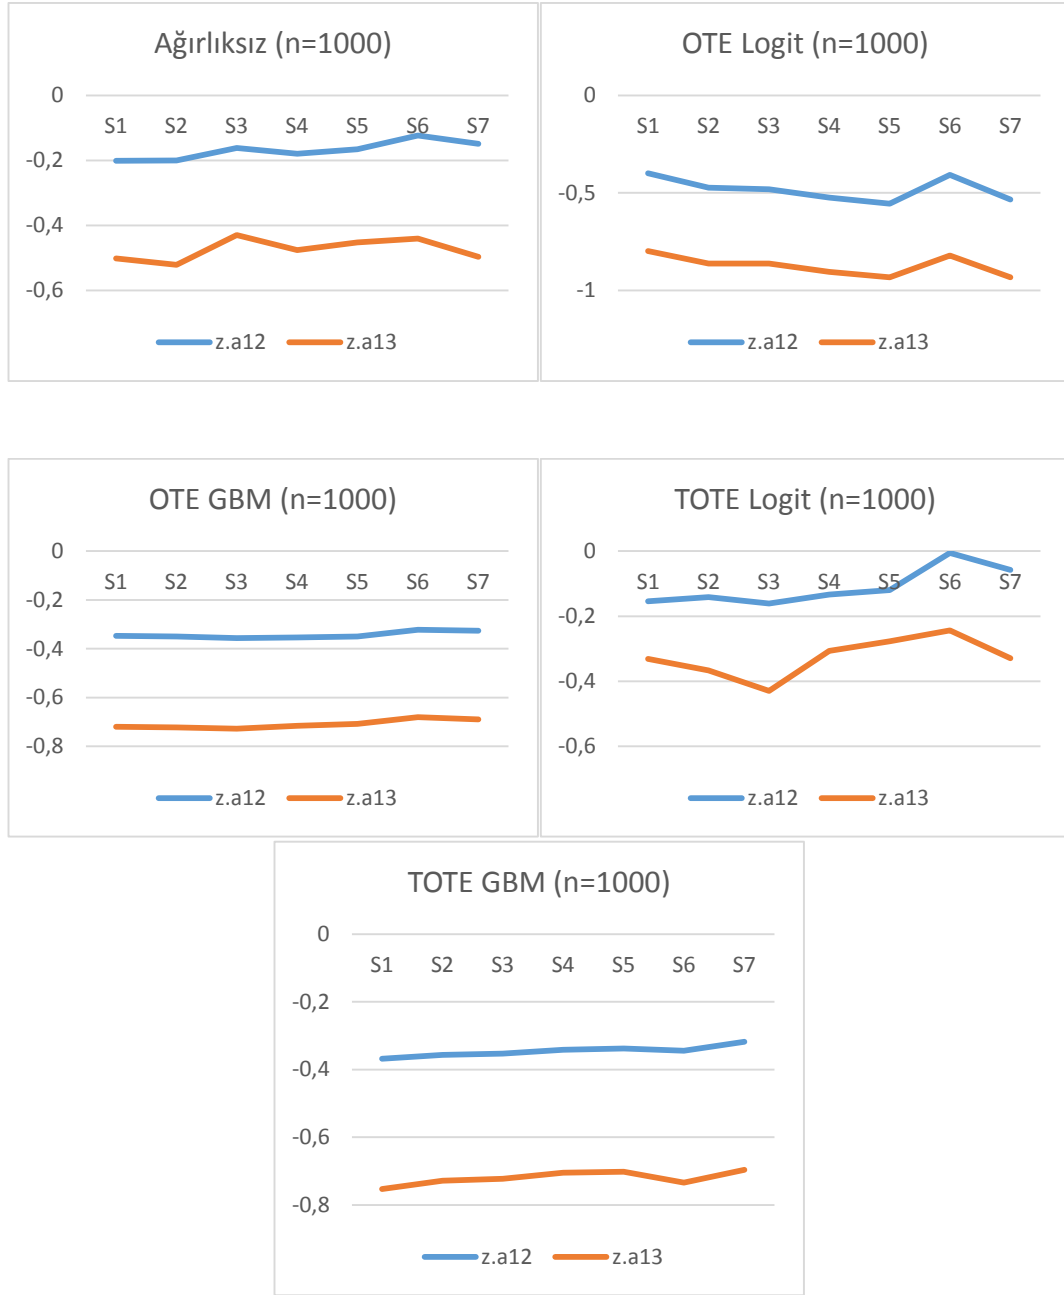 Ağırlıksız (n=1000)
0
S1 S2 S3 S4 S5 S6 S7
-0,2
-0,4
-0,6
z.a12 z.a13
OTE Logit (n=1000)
0
S1 S2 S3 S4 S5 S6 S7
-0,5
-1
z.a12 z.a13
OTE GBM (n=1000)
0
S1 S2 S3 S4 S5 S6 S7
-0,2
-0,4
-0,6
-0,8
z.a12 z.a13
TOTE Logit (n=1000)
0
S1 S2 S3 S4 S5 S6 S7
-0,2
-0,4
-0,6
z.a12 z.a13
TOTE GBM (n=1000)
0
S1 S2 S3 S4 S5 S6 S7
-0,2
-0,4
-0,6
-0,8
z.a12 z.a13